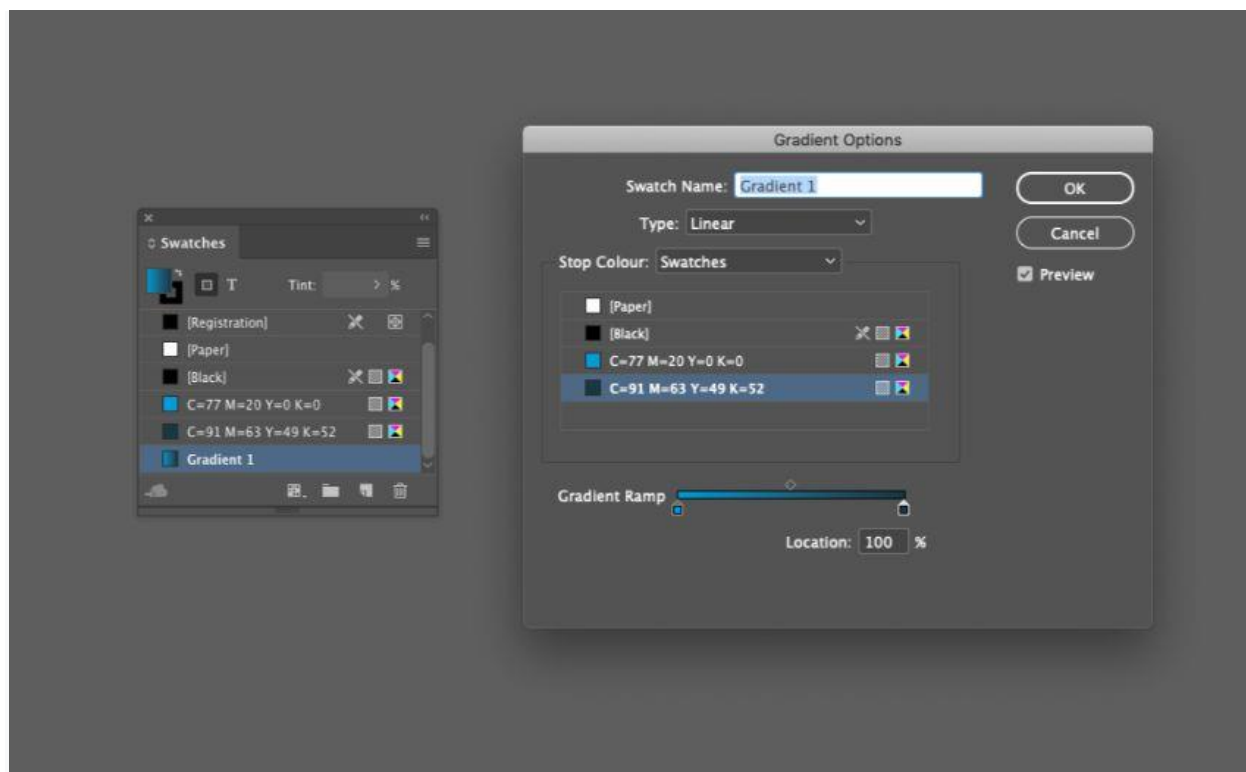 Swatches
T Tint: %
[Registration]
[Paper]
[Black]
C=77 M=20 Y=0 K=0
C=91 M=63 Y=49 K=52
Gradient 1
Gradient Options
Swatch Name: Gradient 1
OK
Type: Linear
Cancel
Stop Colour: Swatches
Preview
[Paper]
[Black]
C=77 M=20 Y=0 K=0
C=91 M=63 Y=49 K=52
Gradient Ramp
Location: 100 %